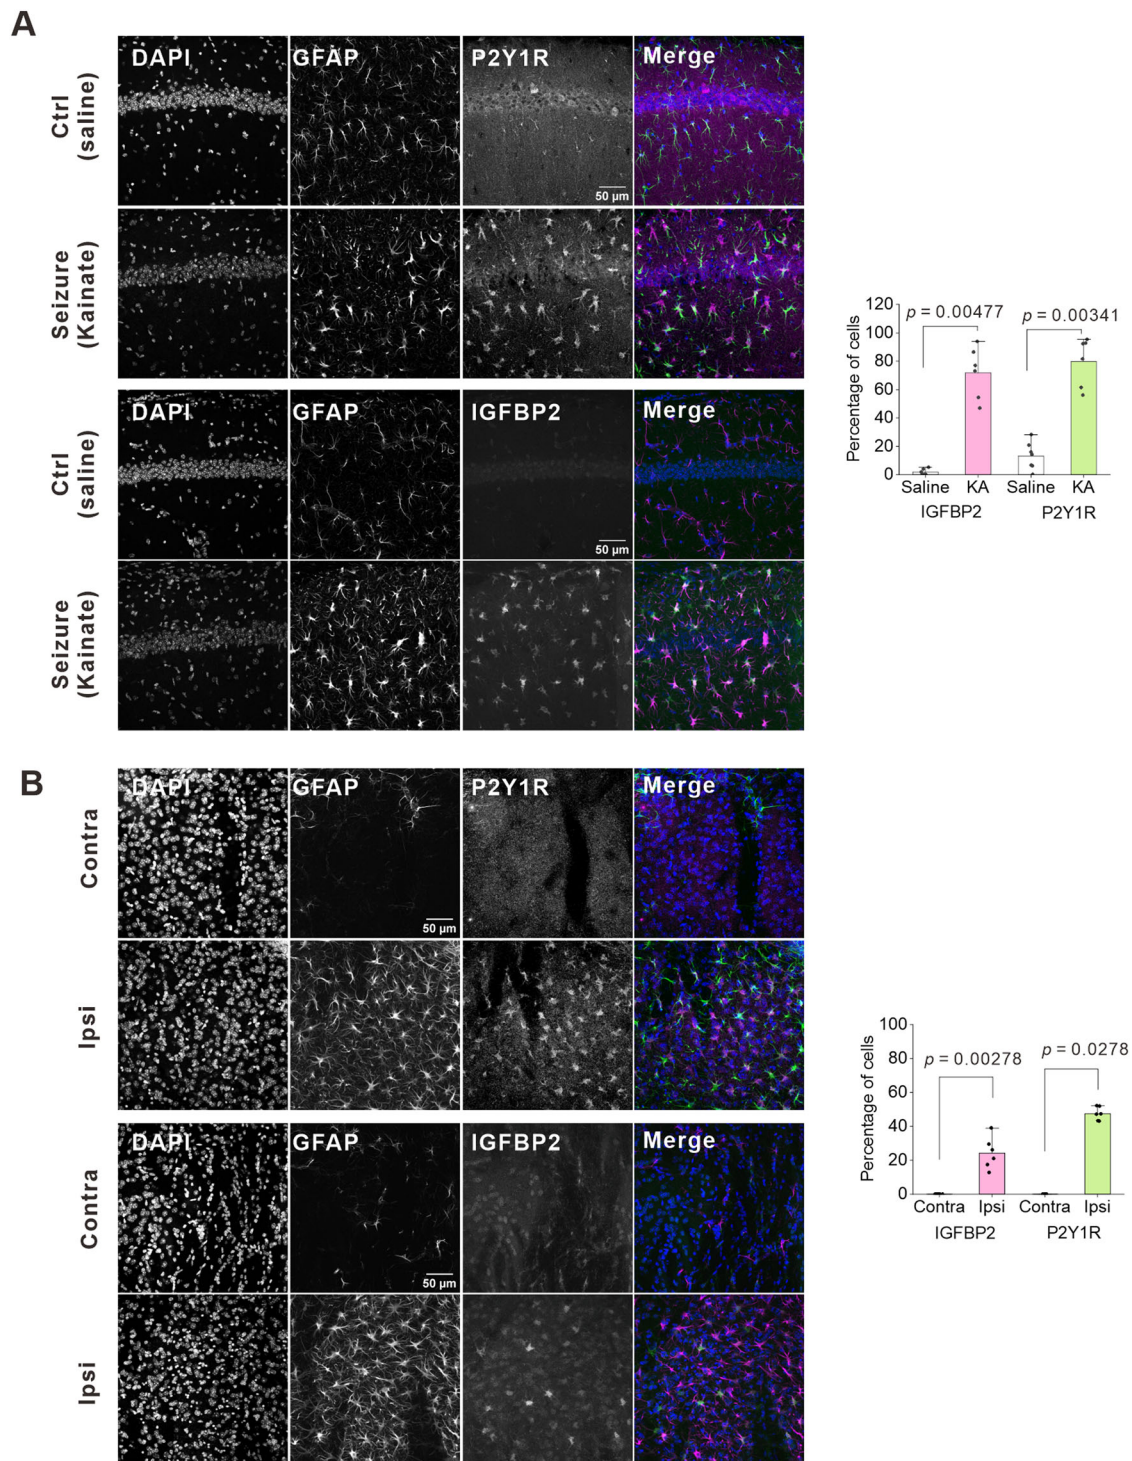 A
DAPI GFAP P2Y1R Merge
Ctrl
(saline)
50 µm
Seizure
(Kainate)
DAPI GFAP IGFBP2 Merge
Ctrl
(saline)
50 µm
Seizure
(Kainate)
120
100
80
60
40
20
0
Percentage of cells
p = 0.00477
p = 0.00341
Saline KA Saline KA
IGFBP2 P2Y1R
B
DAPI GFAP P2Y1R Merge
Contra
50 µm
Ipsi
DAPI GFAP IGFBP2 Merge
Contra
50 µm
Ipsi
100
80
60
40
20
0
Percentage of cells
p = 0.00278
p = 0.0278
Contra Ipsi Contra Ipsi
IGFBP2 P2Y1R